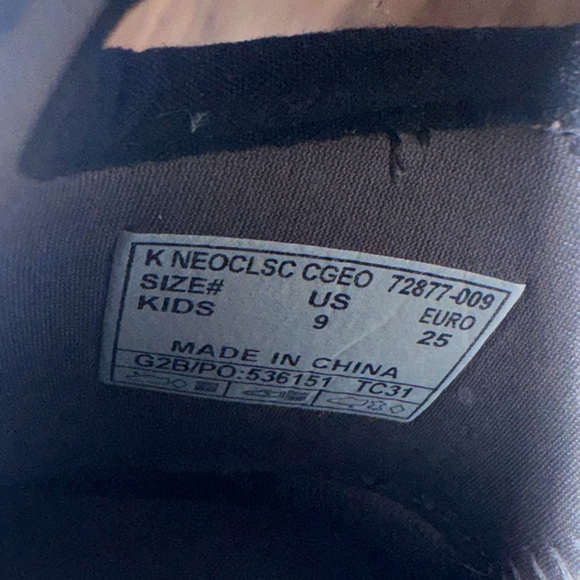 K NEOCLSC CGEO 72877-009
SIZE# US EURO
KIDS 9 25
MADE IN CHINA
G2B/PO:536151 TC31